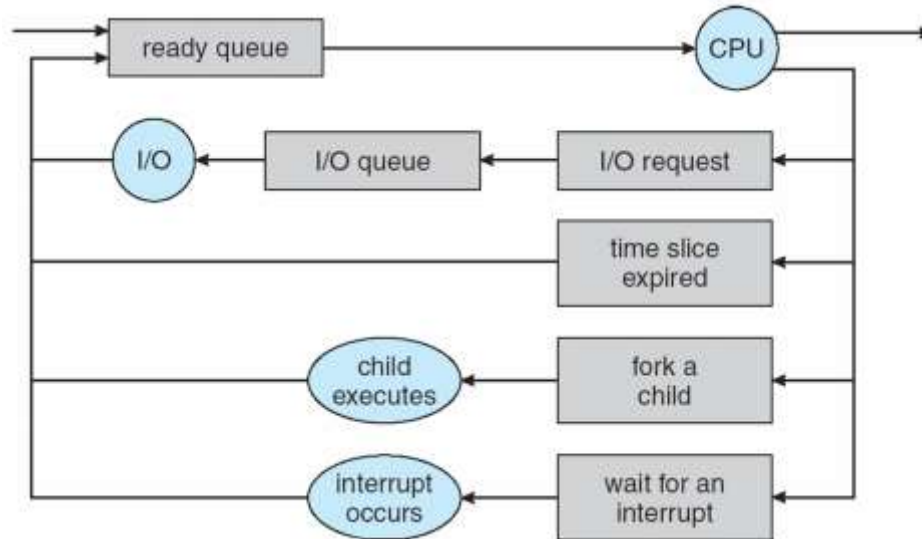 ready queue
CPU
I/O
I/O queue
I/O request
time slice
expired
child
executes
fork a
child
interrupt
occurs
wait for an
interrupt